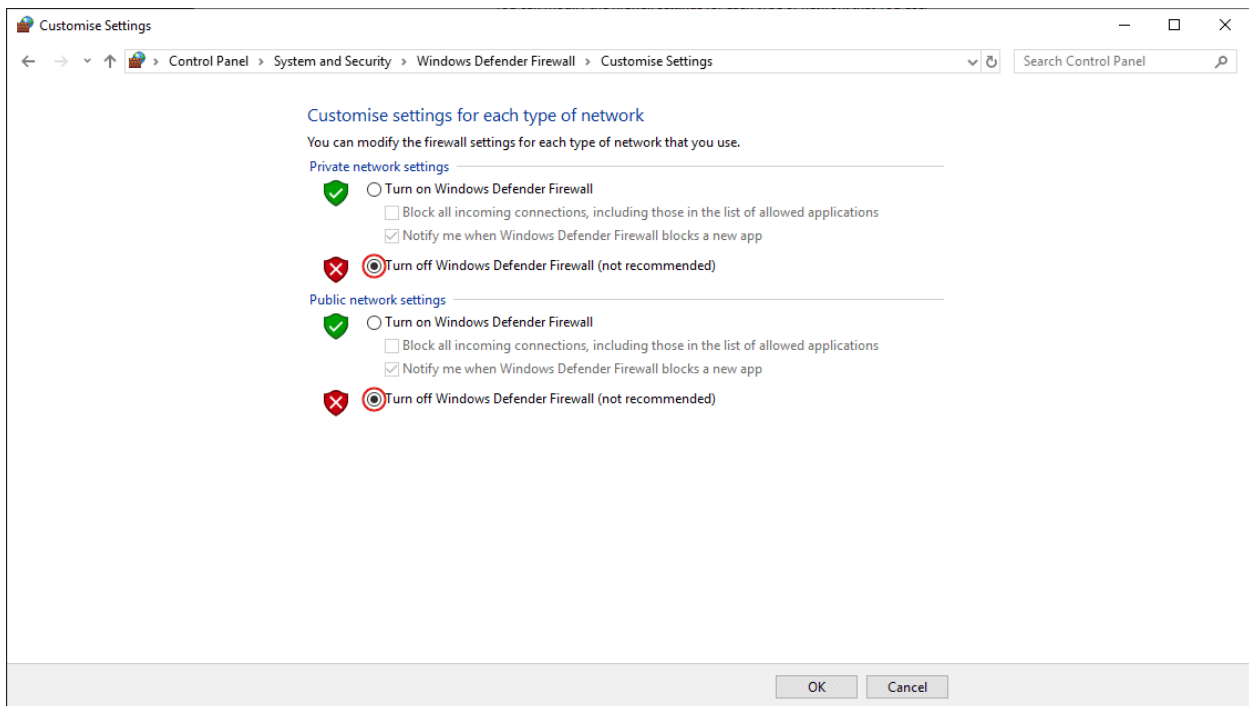 Customise Settings
Control Panel > System and Security > Windows Defender Firewall > Customise Settings
Search Control Panel
Customise settings for each type of network
You can modify the firewall settings for each type of network that you use.
Private network settings
Turn on Windows Defender Firewall
Block all incoming connections, including those in the list of allowed applications
Notify me when Windows Defender Firewall blocks a new app
Turn off Windows Defender Firewall (not recommended)
Public network settings
Turn on Windows Defender Firewall
Block all incoming connections, including those in the list of allowed applications
Notify me when Windows Defender Firewall blocks a new app
Turn off Windows Defender Firewall (not recommended)
OK
Cancel